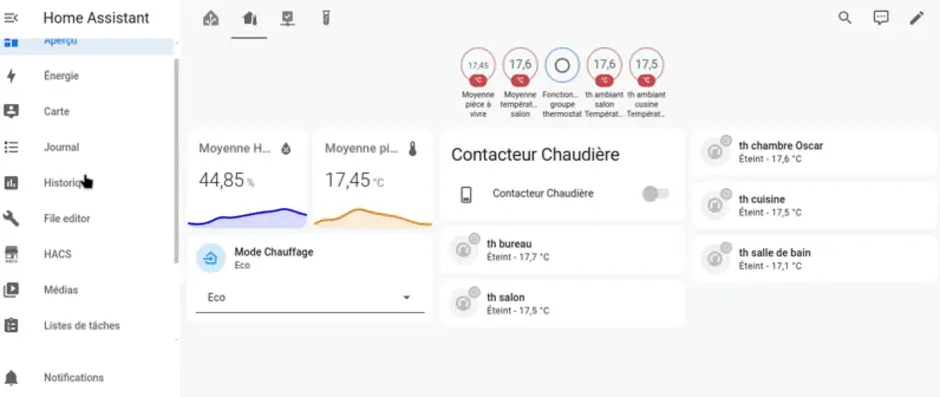 Home Assistant
Aperçu
Énergie
Carte
Journal
Historiq
File editor
HACS
HACS
Médias
Listes de tâches
Notifications
17,45
°C
Moyenne
pièce à
vivre
17,6
°C
Moyenne
températ...
salon
Fonction...
groupe
thermostat
17,6
°C
th ambiant
salon
Températ...
17,5
°C
th ambiant
cusine
Températ...
Moyenne H...
44,85 %
Moyenne pi...
17,45 °C
Mode Chauffage
Eco
Eco
Contacteur Chaudière
Contacteur Chaudière
th bureau
Éteint - 17,7 °C
th salon
Éteint - 17,5 °C
th chambre Oscar
Éteint - 17,6 °C
th cuisine
Éteint - 17,5 °C
th salle de bain
Éteint - 17,1 °C